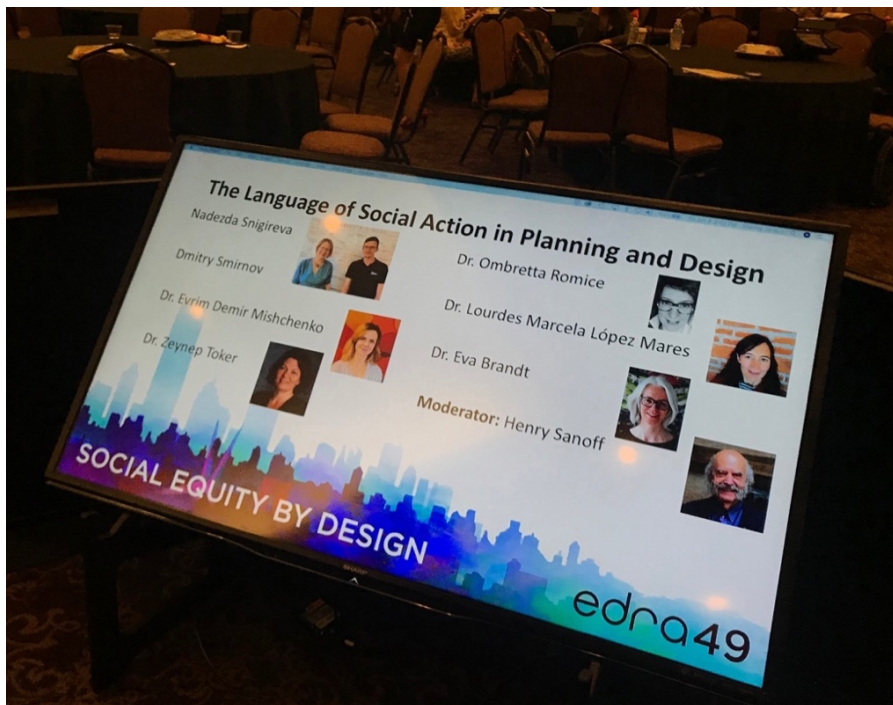 The Language of Social Action in Planning and Design
Nadezda Snigireva
Dmitry Smirnov
Dr. Evrim Demir Mishchenko
Dr. Zeynep Toker
Dr. Ombretta Romice
Dr. Lourdes Marcela López Mares
Dr. Eva Brandt
Moderator: Henry Sanoff
SOCIAL EQUITY BY DESIGN
edra49
SHARP